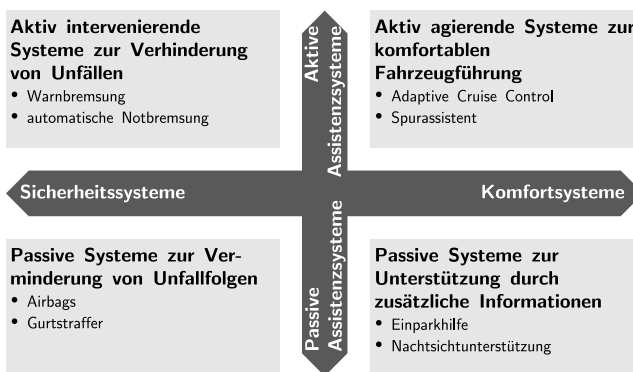 Aktiv intervenierende
Systeme zur Verhinderung
von Unfällen
• Warnbremsung
• automatische Notbremsung
Aktive
Assistenzsysteme
Aktiv agierende Systeme zur
komfortablen
Fahrzeugführung
• Adaptive Cruise Control
• Spurassistent
Sicherheitssysteme
Komfortsysteme
Passive Systeme zur Ver-
minderung von Unfallfolgen
• Airbags
• Gurtstraffer
Passive
Assistenzsysteme
Passive Systeme zur
Unterstützung durch
zusätzliche Informationen
• Einparkhilfe
• Nachtsichtunterstützung